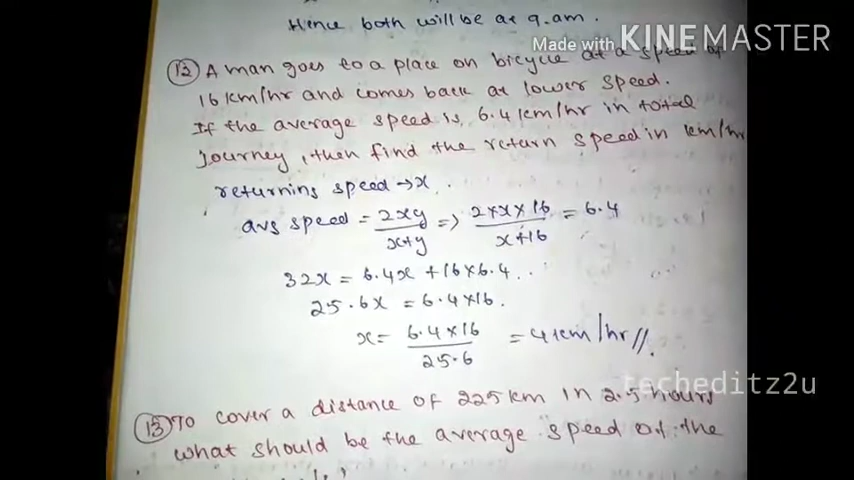 Hence both will be at 9.am.
Made with KINEMASTER
(12) A man goes to a place on bicycle at a speed of
16 km/hr and comes back at lower speed.
If the average speed is 6.4 km/hr in total
journey, then find the return speed in km/hr
returning speed → x.
avg speed = 2xy/x+y => 2×x×16/x+16 = 6.4
32x = 6.4x + 16×6.4..
25.6x = 6.4×16.
x = 6.4×16/25.6 = 4 km/hr//.
techeditz2u
(13) To cover a distance of 225 km in 2.5 hours
what should be the average speed of the